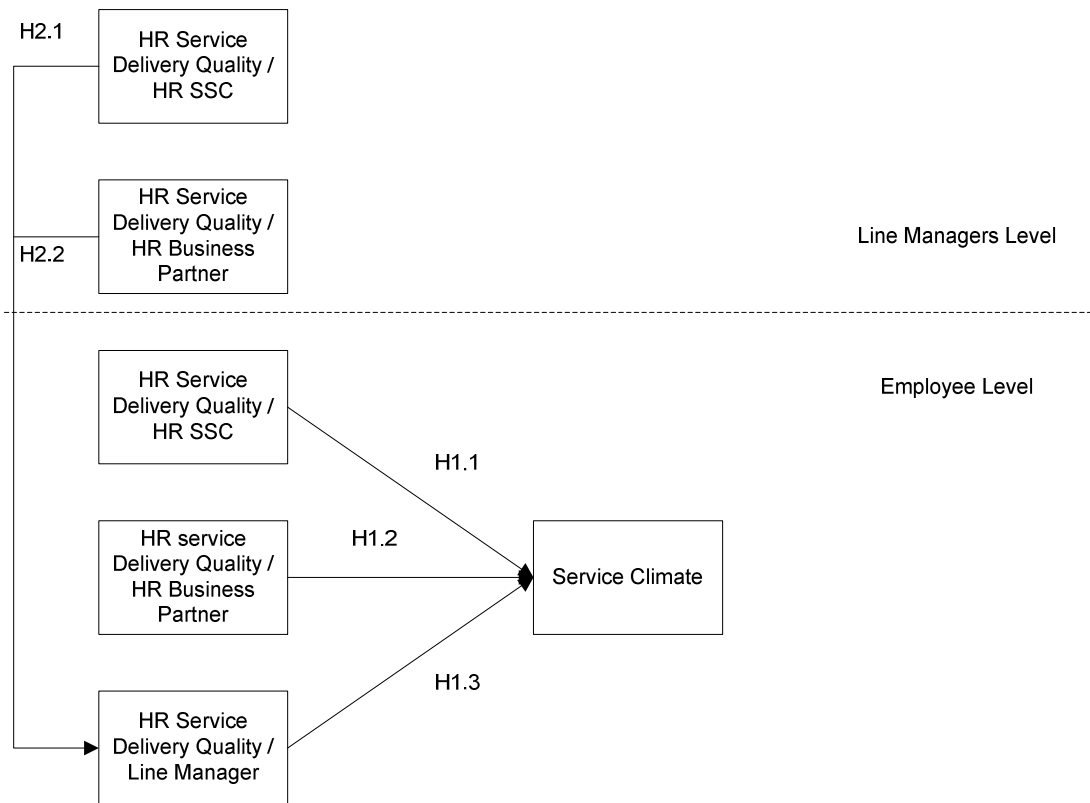 H2.1
HR Service
Delivery Quality /
HR SSC
HR Service
Delivery Quality /
HR Business
Partner
H2.2
Line Managers Level
HR Service
Delivery Quality /
HR SSC
Employee Level
H1.1
HR service
Delivery Quality /
HR Business
Partner
H1.2
Service Climate
H1.3
HR Service
Delivery Quality /
Line Manager